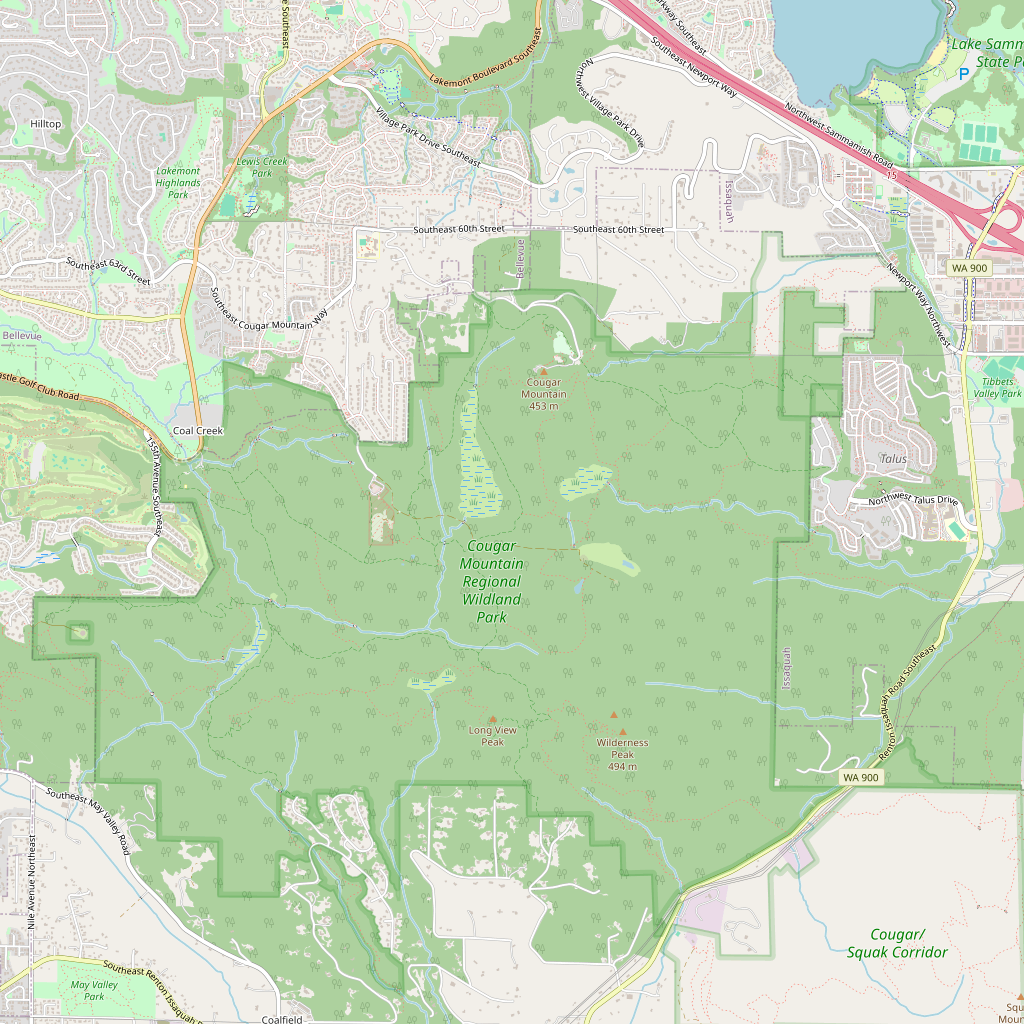 Southeast
Parkway Southeast
Lakemont Boulevard Southeast
Southeast Newport Way
Lake Samm
State P
P
Northwest Village Park Drive
Hilltop
Village Park Drive Southeast
Northwest Sammamish Road
Lewis Creek
Park
Lakemont
Highlands
Park
15
Issaquah
Southeast 60th Street
Southeast 60th Street
Bellevue
Southeast 63rd Street
WA 900
Newport Way Northwest
Southeast Cougar Mountain Way
Bellevue
Cougar
Mountain
453 m
Tibbets
Valley Park
astle Golf Club Road
Coal Creek
155th Avenue Southeast
Talus
Northwest Talus Drive
Cougar
Mountain
Regional
Wildland
Park
Issaquah
Renton Issaquah Road Southeast
Long View
Peak
Wilderness
Peak
494 m
WA 900
Southeast May Valley Road
Nile Avenue Northeast
Cougar/
Squak Corridor
Southeast Renton Issaquah R
May Valley
Park
Squ
Moun
Coalfield